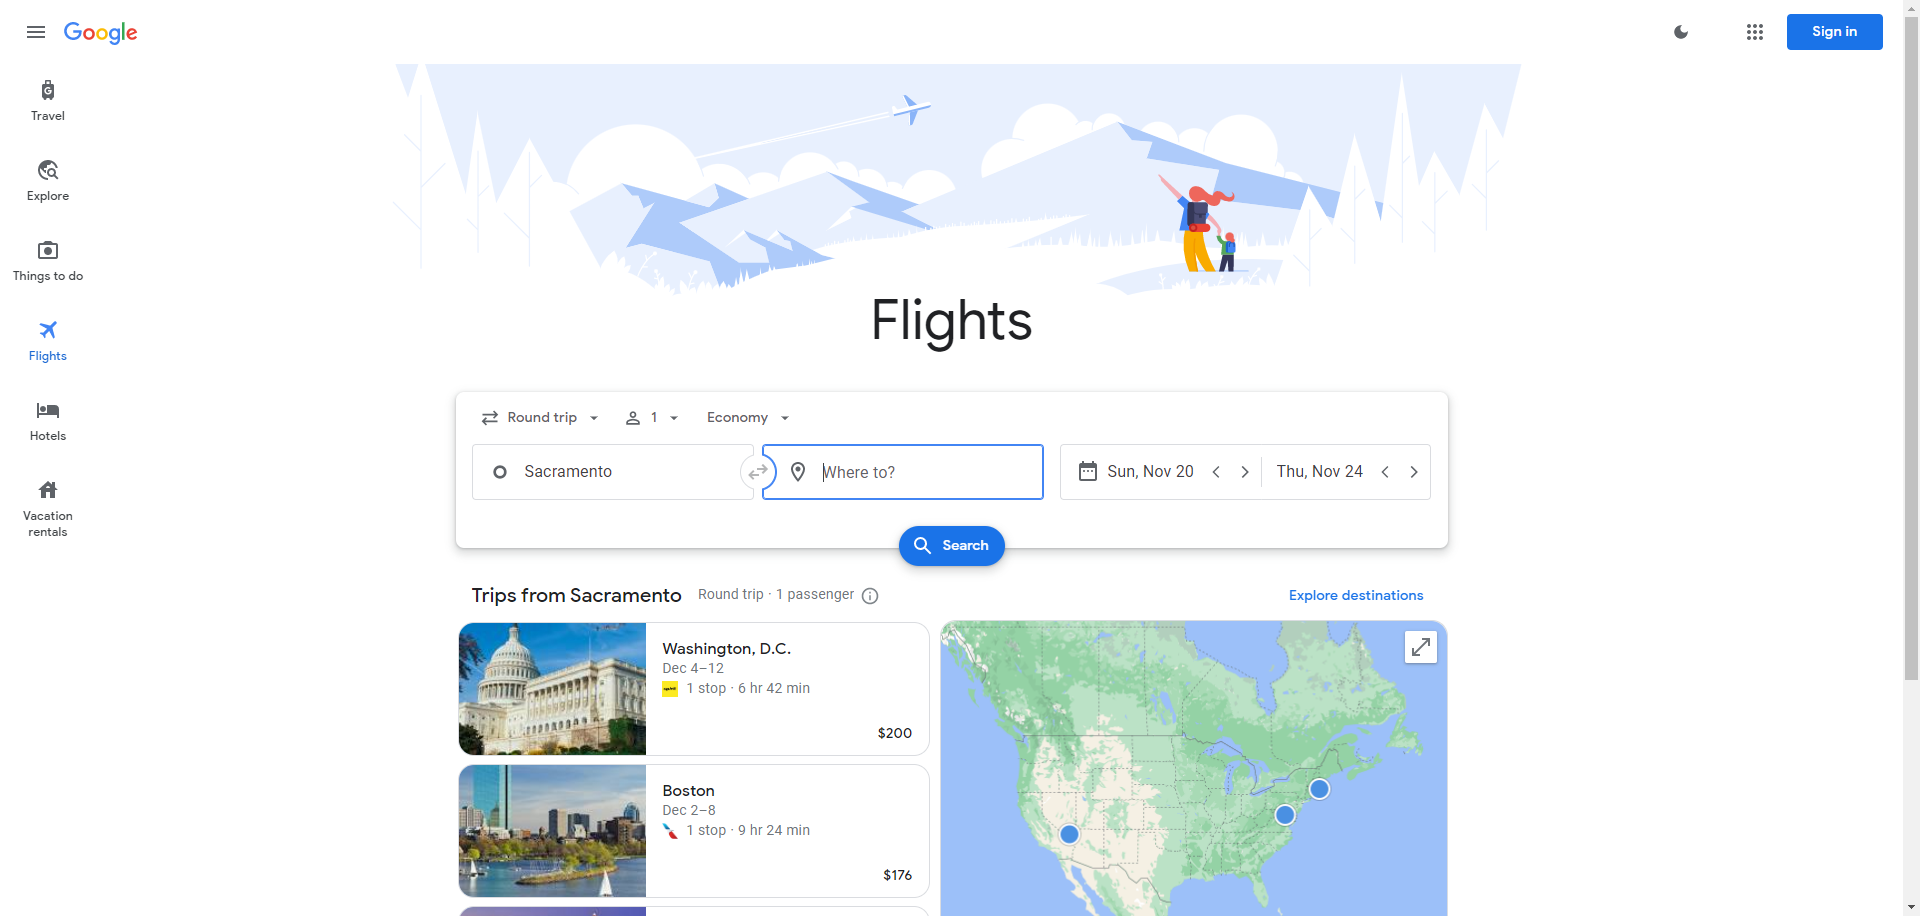 Google
Sign in
Travel
Explore
Things to do
Flights
Hotels
Vacation
rentals
Flights
Round trip
1
Economy
Sacramento
Where to?
Sun, Nov 20
Thu, Nov 24
Search
Trips from Sacramento
Round trip · 1 passenger
Explore destinations
Washington, D.C.
Dec 4–12
1 stop · 6 hr 42 min
$200
Boston
Dec 2–8
1 stop · 9 hr 24 min
$176